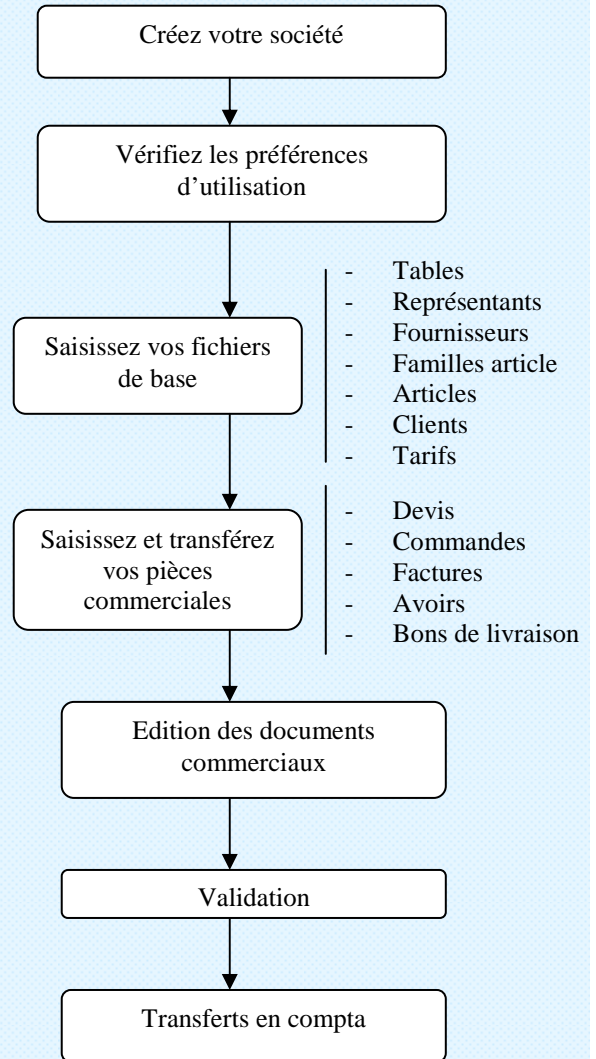 Créez votre société
Vérifiez les préférences
d’utilisation
Saisissez vos fichiers
de base
- Tables
- Représentants
- Fournisseurs
- Familles article
- Articles
- Clients
- Tarifs
Saisissez et transférez
vos pièces
commerciales
- Devis
- Commandes
- Factures
- Avoirs
- Bons de livraison
Edition des documents
commerciaux
Validation
Transferts en compta